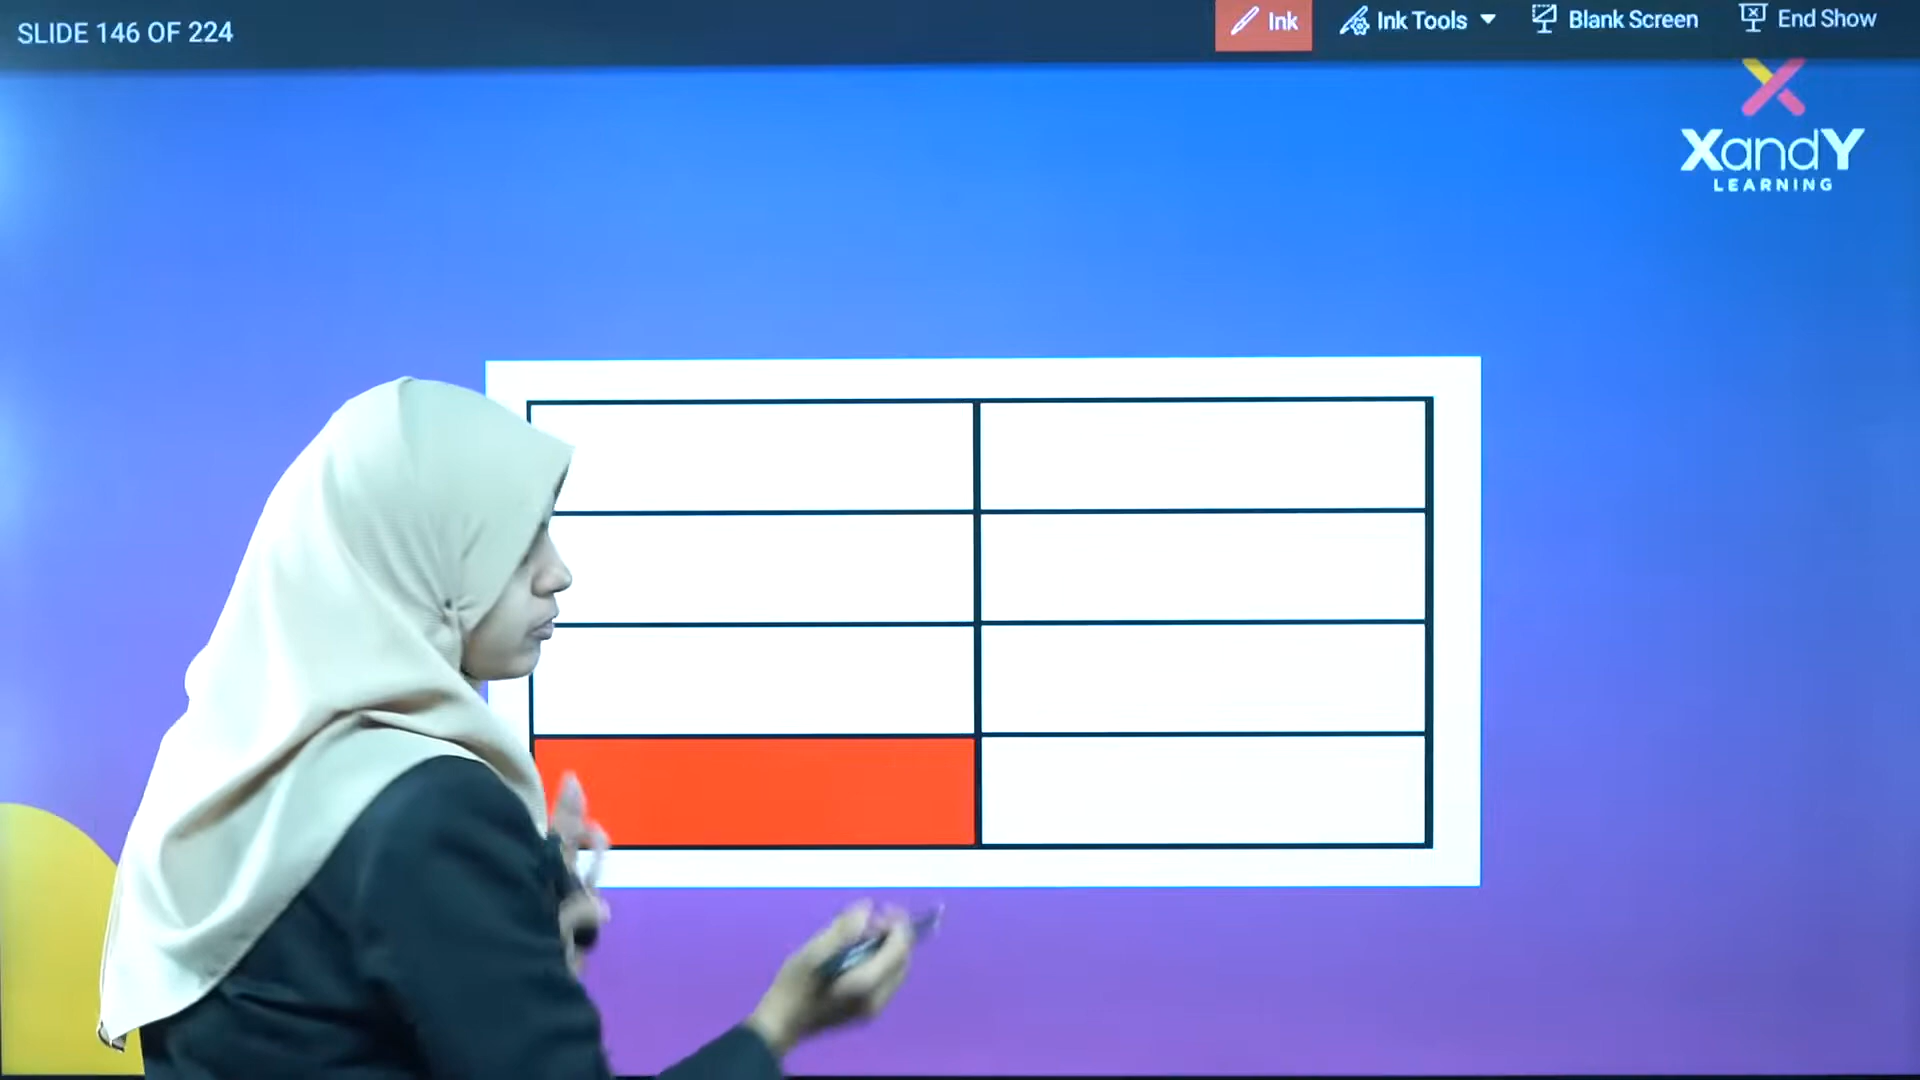 SLIDE 146 OF 224
Ink
Ink Tools
Blank Screen
End Show
XandY
LEARNING